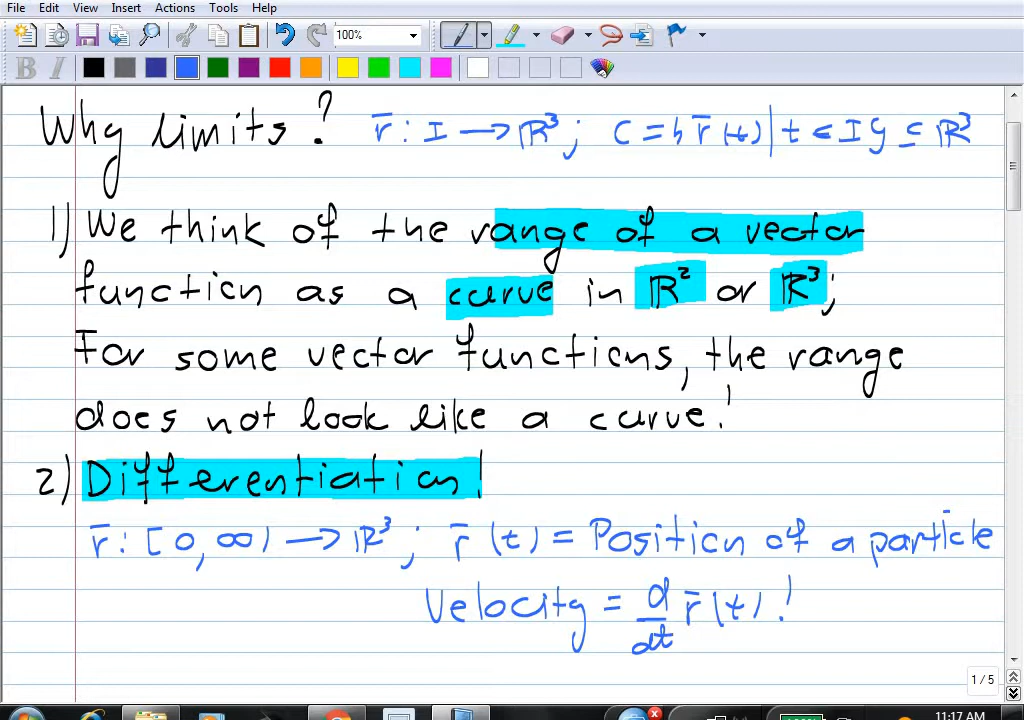 File Edit View Insert Actions Tools Help
100%
B I
Why limits? r̄ : I → ℝ³; C = { r̄(t) | t ∈ I } ⊆ ℝ³
1) We think of the range of a vector
function as a curve in ℝ² or ℝ³;
For some vector functions, the range
does not look like a curve!
2) Differentiation!
r̄ : [0, ∞) → ℝ³; r̄(t) = Position of a particle
Velocity = d/dt r̄(t)!
1 / 5
11:17 AM